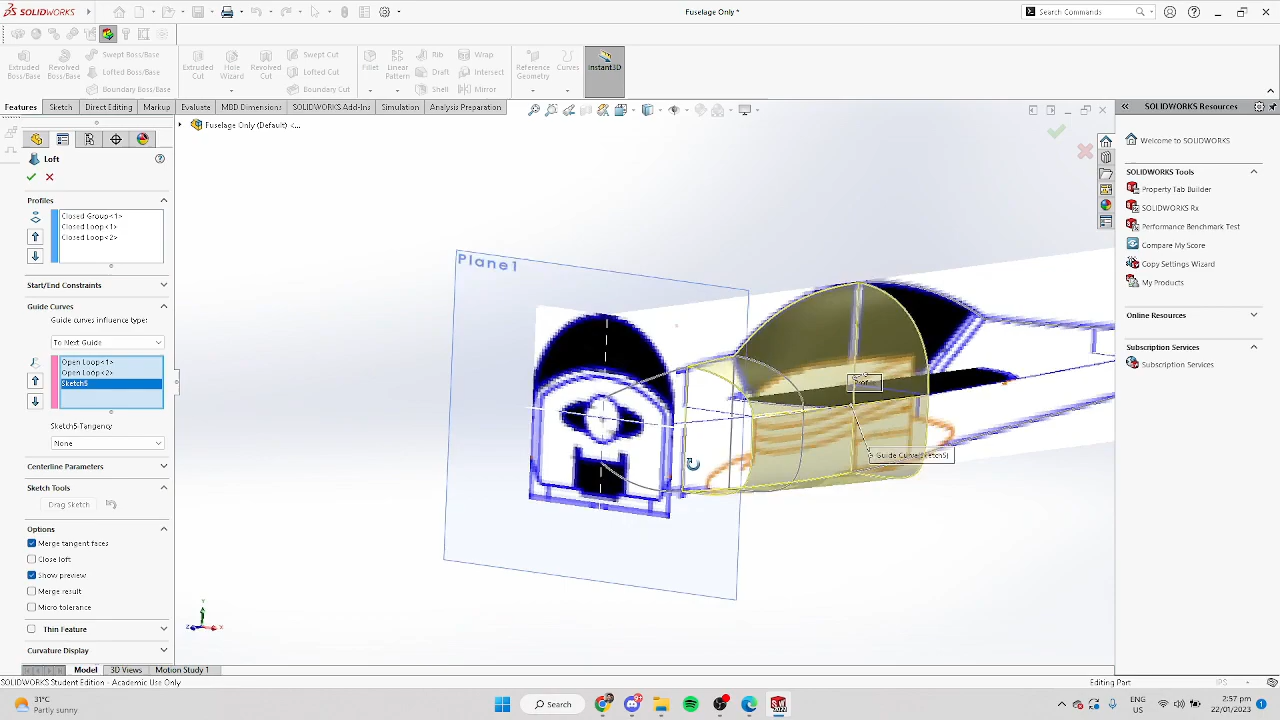 SOLIDWORKS
Fuselage Only *
Search Commands
Extruded Boss/Base
Revolved Boss/Base
Swept Boss/Base
Lofted Boss/Base
Boundary Boss/Base
Extruded Cut
Hole Wizard
Revolved Cut
Swept Cut
Lofted Cut
Boundary Cut
Fillet
Linear Pattern
Rib
Draft
Shell
Wrap
Intersect
Mirror
Reference Geometry
Curves
Instant3D
Features
Sketch
Direct Editing
Markup
Evaluate
MBD Dimensions
SOLIDWORKS Add-Ins
Simulation
Analysis Preparation
Fuselage Only (Default) <...
SOLIDWORKS Resources
Loft
Profiles
Closed Group<1>
Closed Loop<1>
Closed Loop<2>
Start/End Constraints
Guide Curves
Guide curves influence type:
To Next Guide
Open Loop<1>
Open Loop<2>
Sketch5
Sketch5 Tangency
None
Centerline Parameters
Sketch Tools
Drag Sketch
Options
Merge tangent faces
Close loft
Show preview
Merge result
Micro tolerance
Thin Feature
Curvature Display
Plane1
Guide Curve(Sketch5)
Welcome to SOLIDWORKS
SOLIDWORKS Tools
Property Tab Builder
SOLIDWORKS Rx
Performance Benchmark Test
Compare My Score
Copy Settings Wizard
My Products
Online Resources
Subscription Services
Subscription Services
Model
3D Views
Motion Study 1
SOLIDWORKS Student Edition - Academic Use Only
Editing Part
IPS
31°C
Partly sunny
Search
ENG
US
2:57 pm
22/01/2023